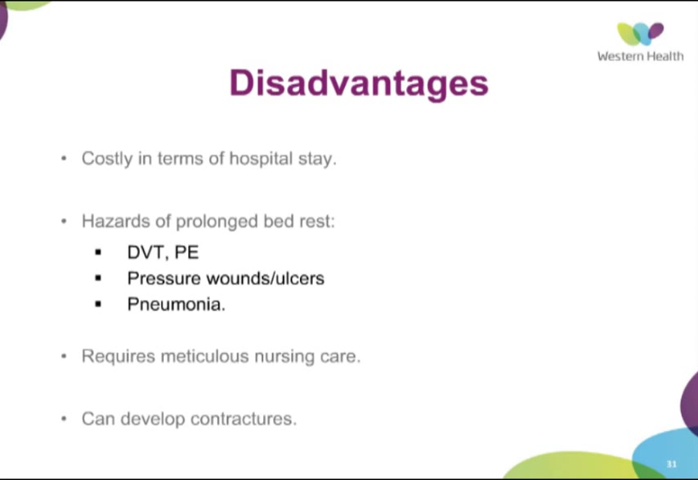 Western Health
Disadvantages
• Costly in terms of hospital stay.
• Hazards of prolonged bed rest:
▪ DVT, PE
▪ Pressure wounds/ulcers
▪ Pneumonia.
• Requires meticulous nursing care.
• Can develop contractures.
31